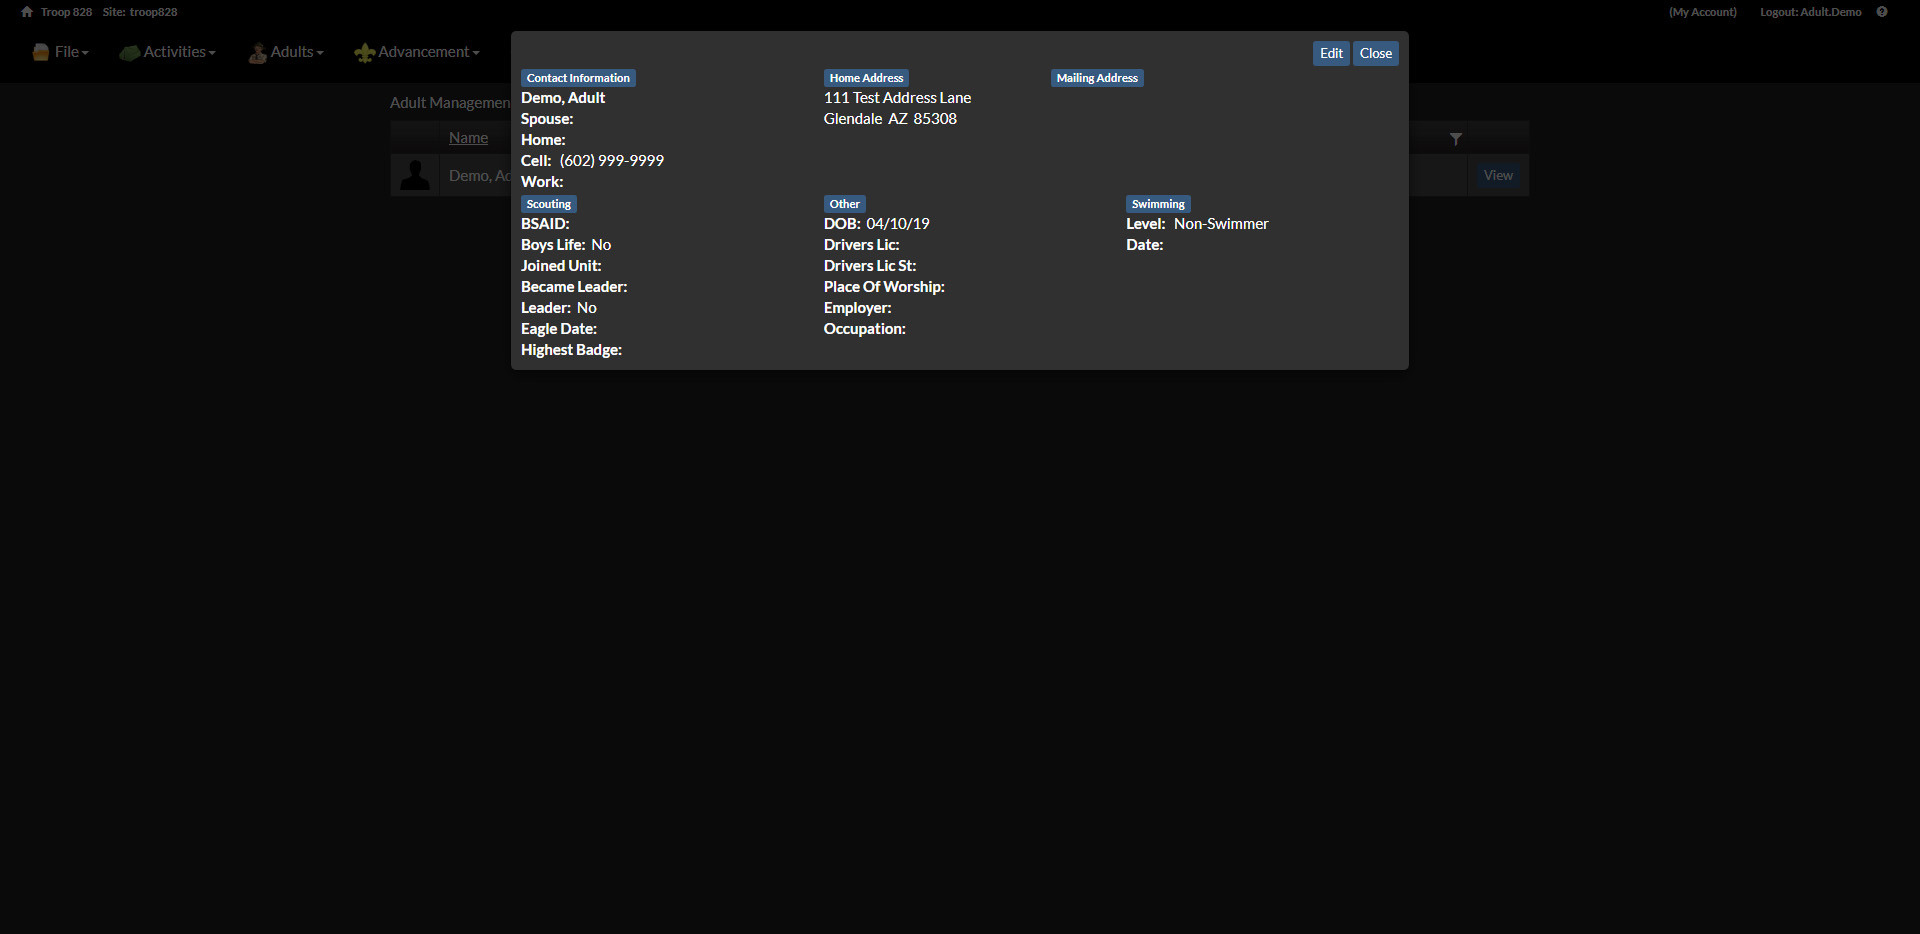 Troop 828 Site: troop828
(My Account) Logout: Adult.Demo
File
Activities
Adults
Advancement
Edit Close
Contact Information
Demo, Adult
Spouse:
Home:
Cell: (602) 999-9999
Work:
Home Address
111 Test Address Lane
Glendale AZ 85308
Mailing Address
Scouting
BSAID:
Boys Life: No
Joined Unit:
Became Leader:
Leader: No
Eagle Date:
Highest Badge:
Other
DOB: 04/10/19
Drivers Lic:
Drivers Lic St:
Place Of Worship:
Employer:
Occupation:
Swimming
Level: Non-Swimmer
Date:
Adult Managemen
Name
Demo, Ad
View